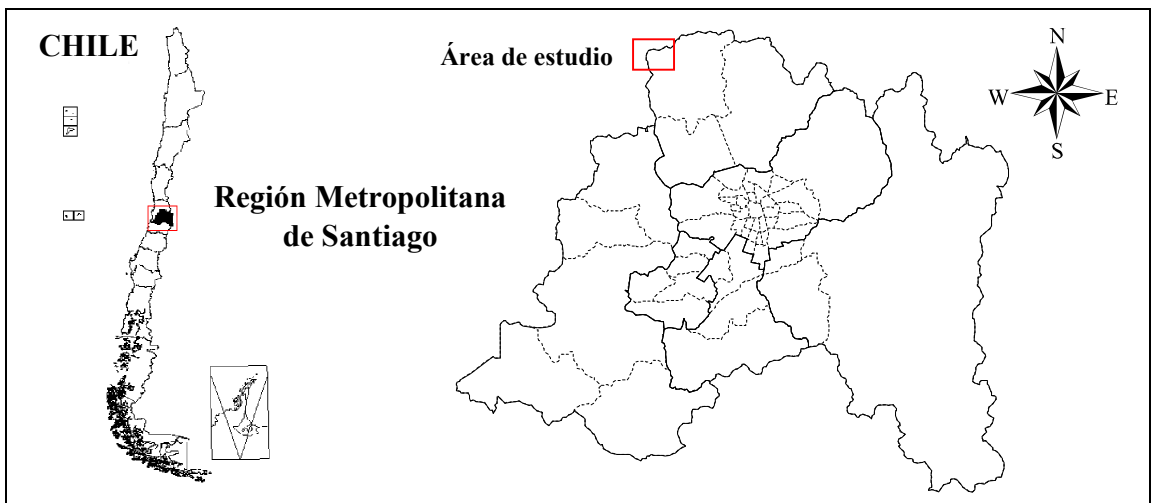 CHILE
Área de estudio
N
W E
S
Región Metropolitana
de Santiago